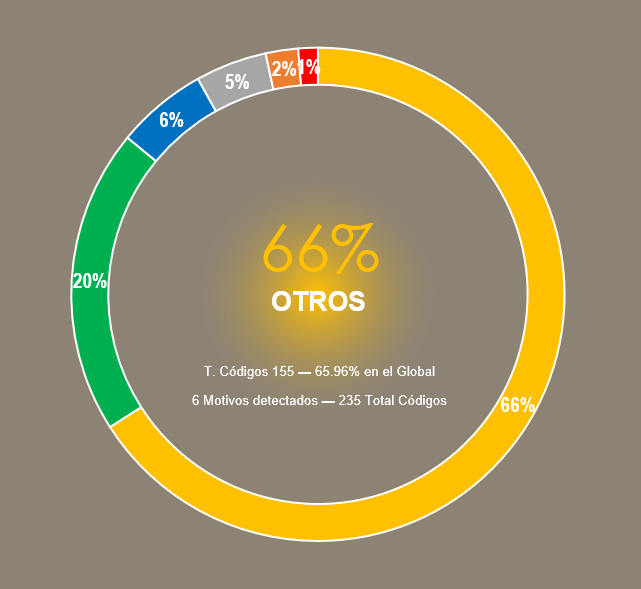 2%
1%
5%
6%
20%
66%
OTROS
T. Códigos 155 — 65.96% en el Global
6 Motivos detectados — 235 Total Códigos
66%